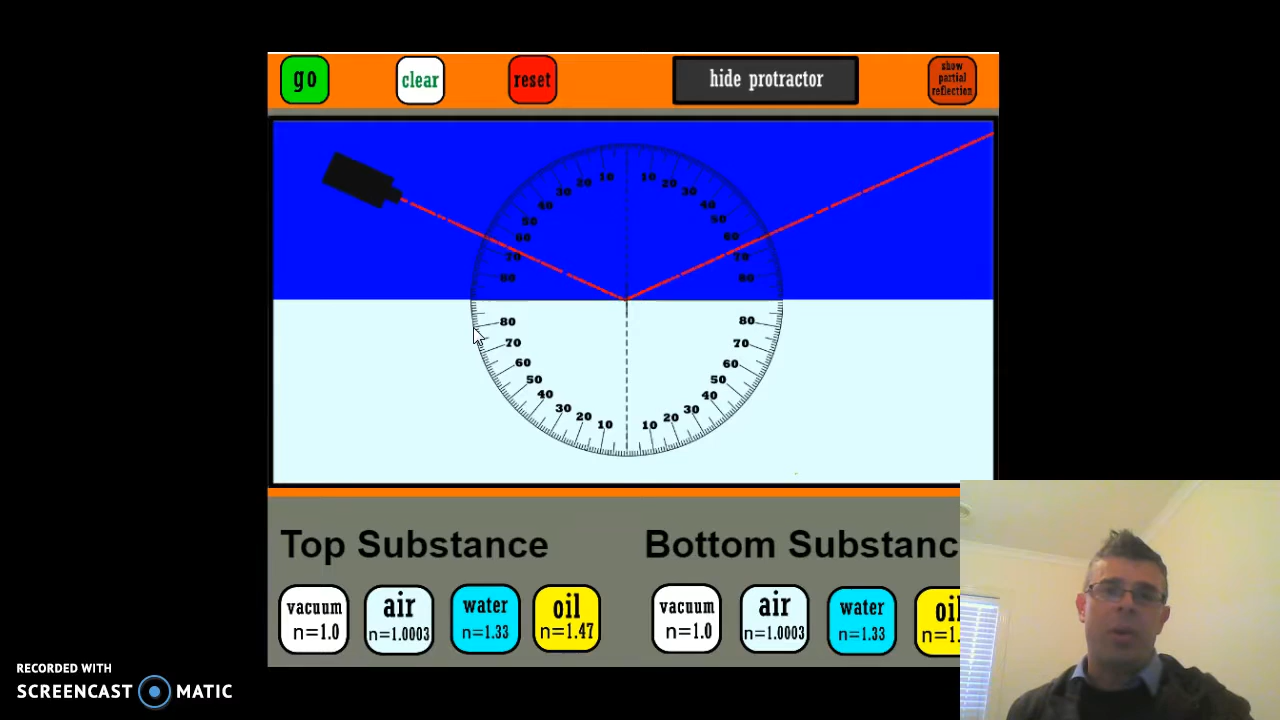 go
clear
reset
hide protractor
show
partial
reflection
10 10
20 20
30 30
40 40
50 50
60 60
70 70
60 80
80 80
70 70
60 60
50 50
40 40
30 30
20 20
10 10
Top Substance
Bottom Substanc
vacuum
n=1.0
air
n=1.0003
water
n=1.33
oil
n=1.47
vacuum
n=1.0
air
n=1.0003
water
n=1.33
oi
n=1.
RECORDED WITH
SCREENCAST MATIC